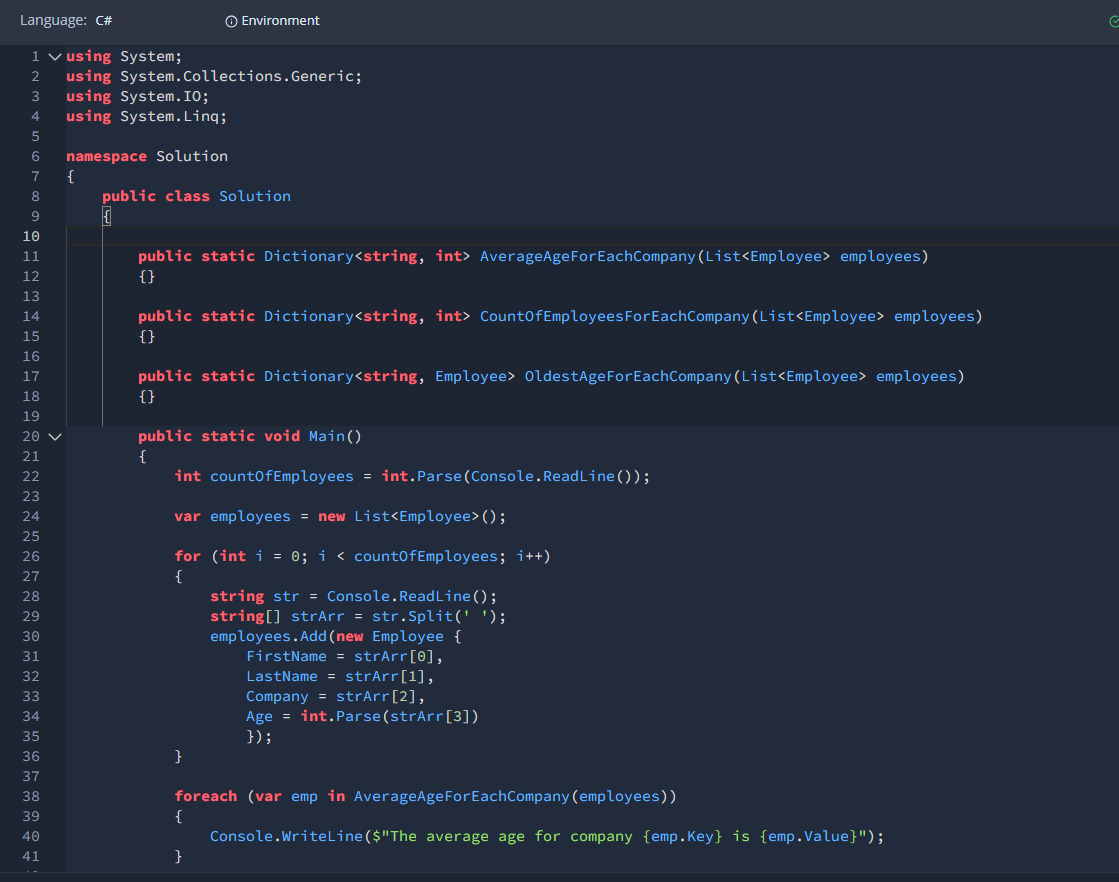 Language: C#
Environment
1 using System;
2 using System.Collections.Generic;
3 using System.IO;
4 using System.Linq;
5
6 namespace Solution
7 {
8     public class Solution
9     {
10
11         public static Dictionary<string, int> AverageAgeForEachCompany(List<Employee> employees)
12         {}
13
14         public static Dictionary<string, int> CountOfEmployeesForEachCompany(List<Employee> employees)
15         {}
16
17         public static Dictionary<string, Employee> OldestAgeForEachCompany(List<Employee> employees)
18         {}
19
20         public static void Main()
21         {
22             int countOfEmployees = int.Parse(Console.ReadLine());
23
24             var employees = new List<Employee>();
25
26             for (int i = 0; i < countOfEmployees; i++)
27             {
28                 string str = Console.ReadLine();
29                 string[] strArr = str.Split(' ');
30                 employees.Add(new Employee {
31                     FirstName = strArr[0],
32                     LastName = strArr[1],
33                     Company = strArr[2],
34                     Age = int.Parse(strArr[3])
35                     });
36             }
37
38             foreach (var emp in AverageAgeForEachCompany(employees))
39             {
40                 Console.WriteLine($"The average age for company {emp.Key} is {emp.Value}");
41             }